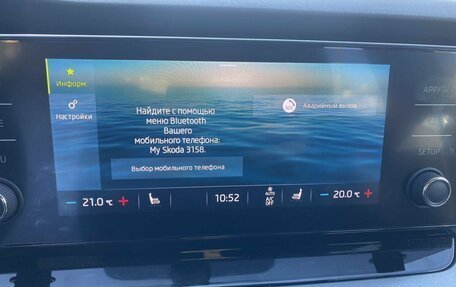 Информ
Настройки
Найдите с помощью
меню Bluetooth
Вашего
мобильного телефона:
My Skoda 3158.
Выбор мобильного телефона
SOS
Аварийный вызов
APP/
CAR
SETUP
U
E
− 21.0 °C +
10:52
AUTO
A/C
OFF
− 20.0 °C +